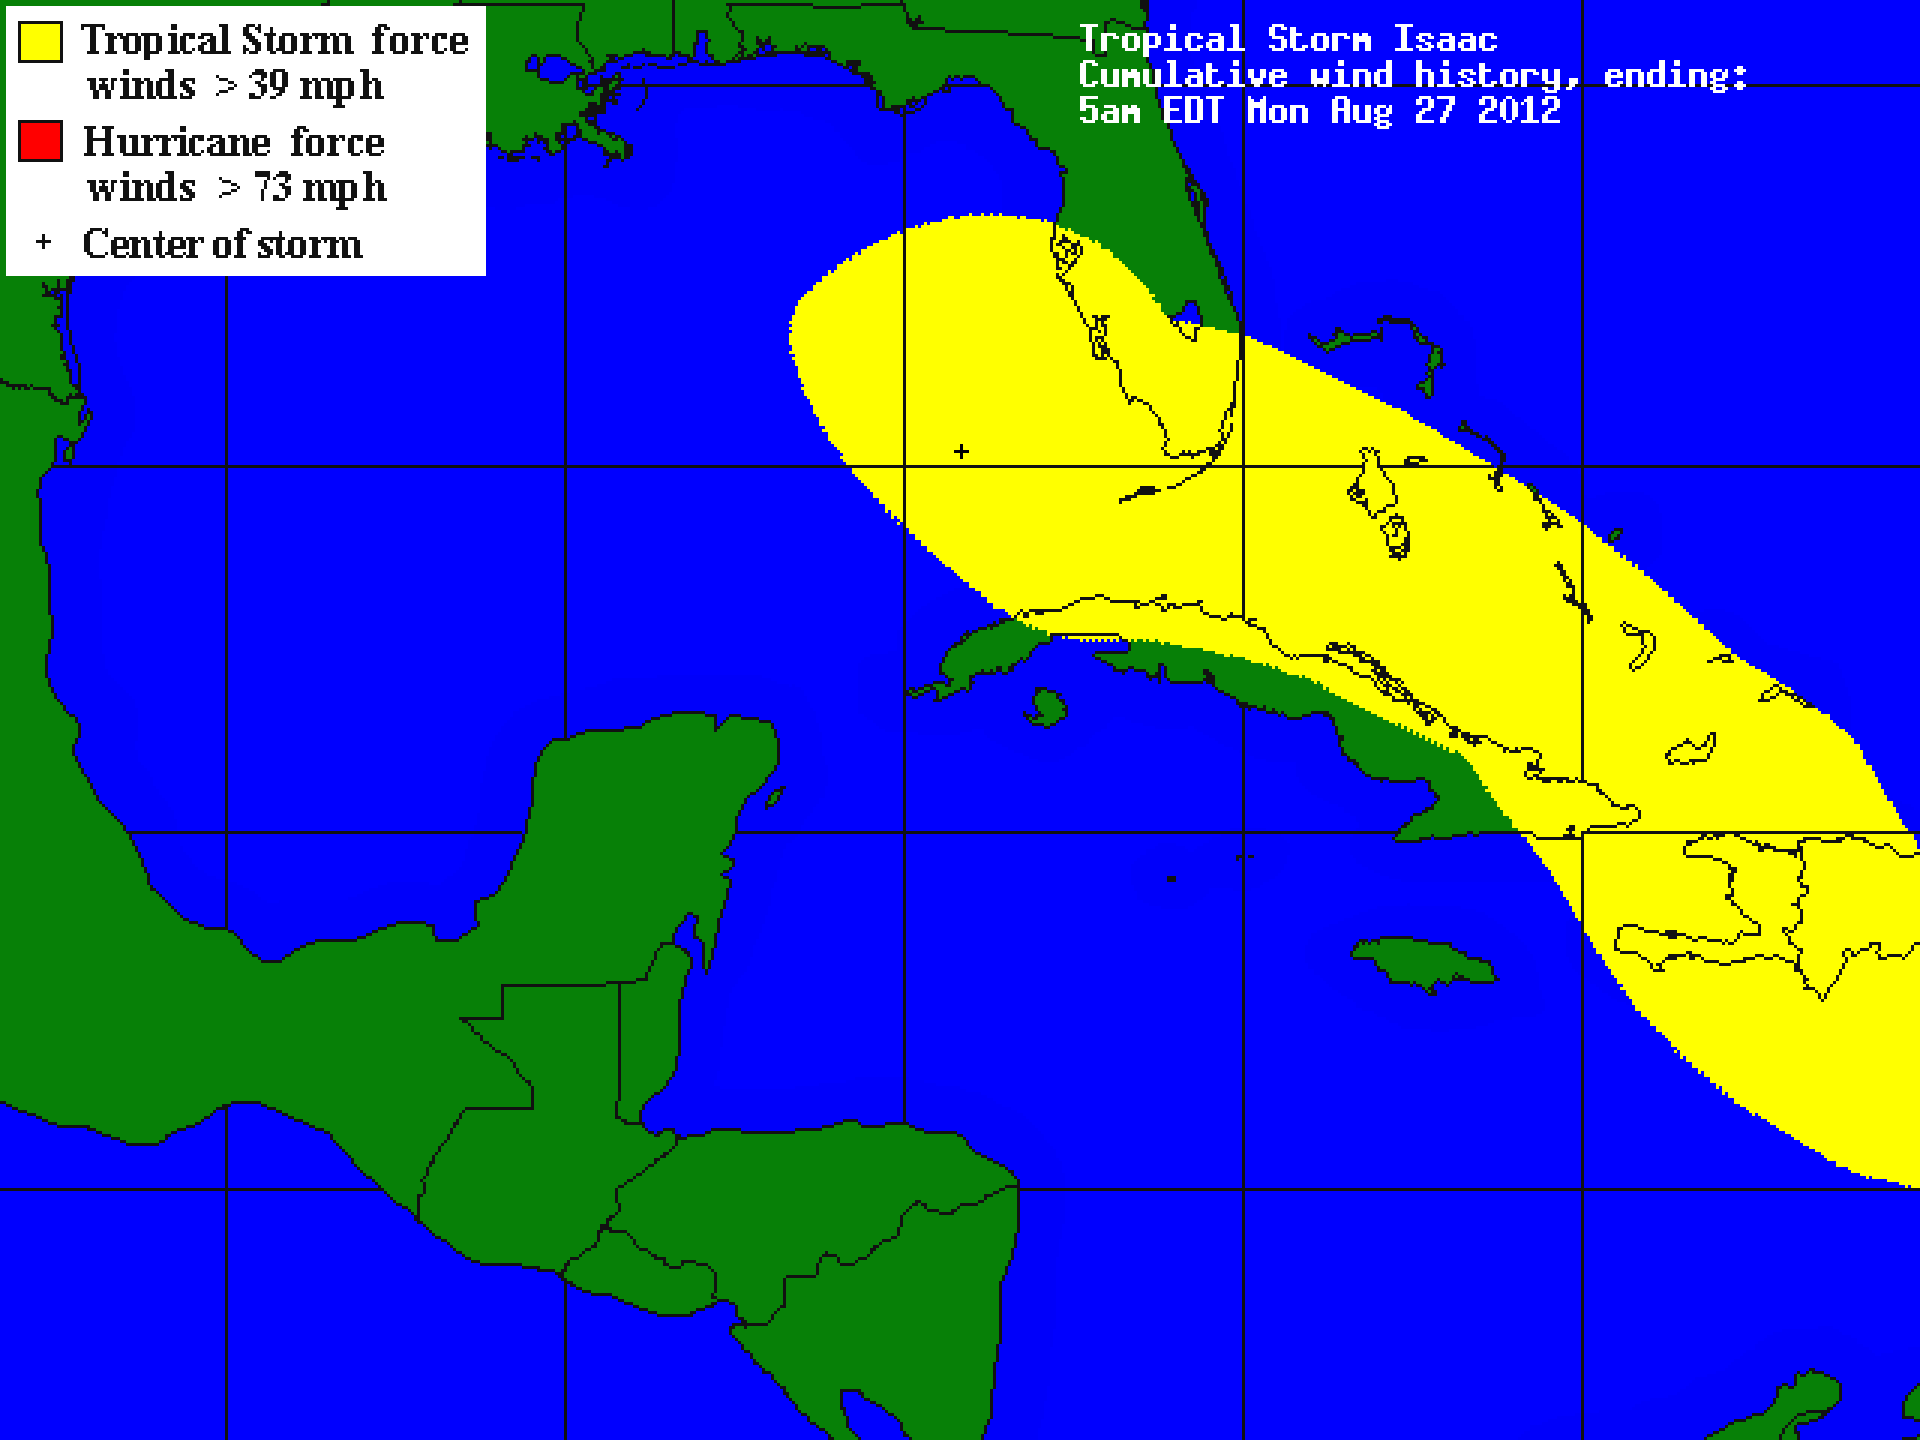 Tropical Storm force
winds > 39 mph
Hurricane force
winds > 73 mph
+ Center of storm
Tropical Storm Isaac
Cumulative wind history, ending:
5am EDT Mon Aug 27 2012